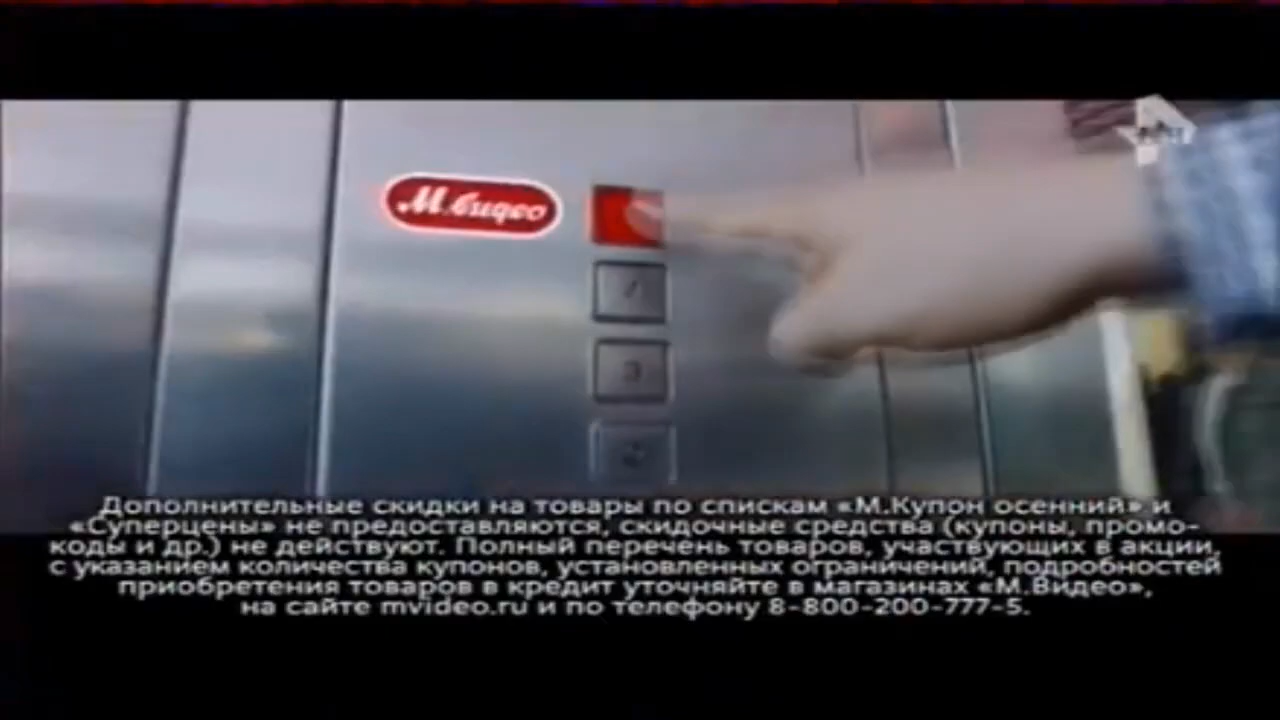 М.видео
3
Дополнительные скидки на товары по спискам «М.Купон осенний» и
«Суперцены» не предоставляются, скидочные средства (купоны, промо-
коды и др.) не действуют. Полный перечень товаров, участвующих в акции,
с указанием количества купонов, установленных ограничений, подробностей
приобретения товаров в кредит уточняйте в магазинах «М.Видео»,
на сайте mvideo.ru и по телефону 8-800-200-777-5.